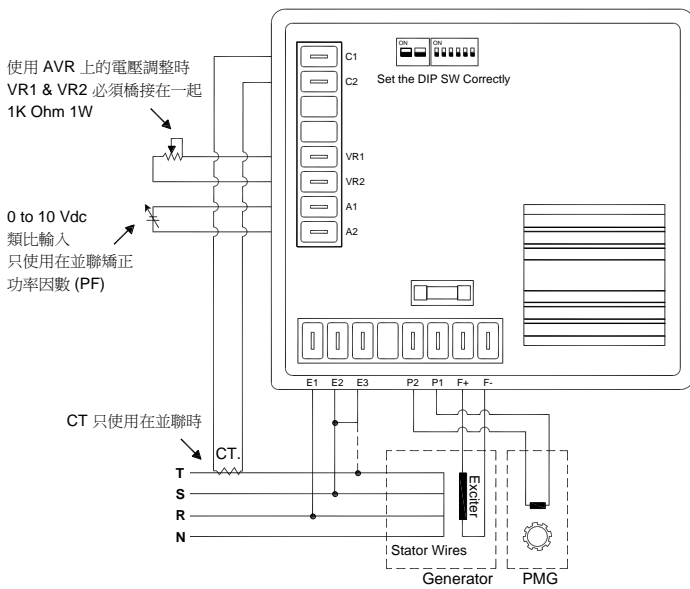 ON
ON
Set the DIP SW Correctly
C1
C2
VR1
VR2
A1
A2
使用 AVR 上的電壓調整時
VR1 & VR2 必須橋接在一起
1K Ohm 1W
0 to 10 Vdc
類比輸入
只使用在並聯矯正
功率因數 (PF)
E1 E2 E3 P2 P1 F+ F-
CT 只使用在並聯時
CT.
T
S
R
N
Exciter
Stator Wires
Generator
PMG